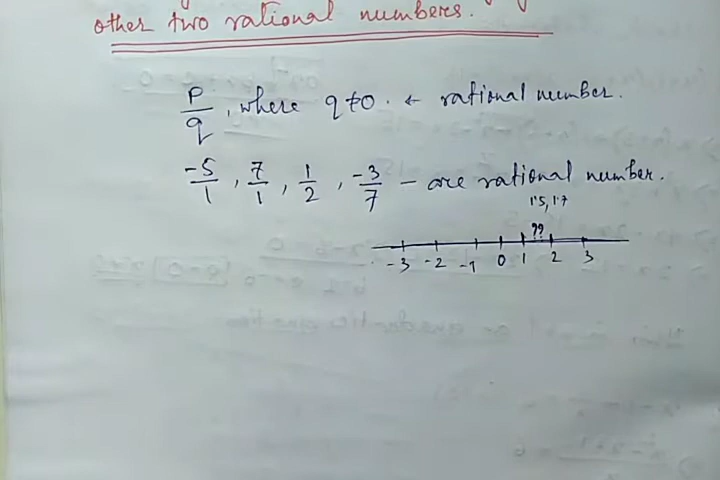 other two rational numbers.
P/q, where q≠0. ← rational number.
-5/1, 7/1, 1/2, -3/7 – are rational number.
1.5, 1.7
??
-3 -2 -1 0 1 2 3